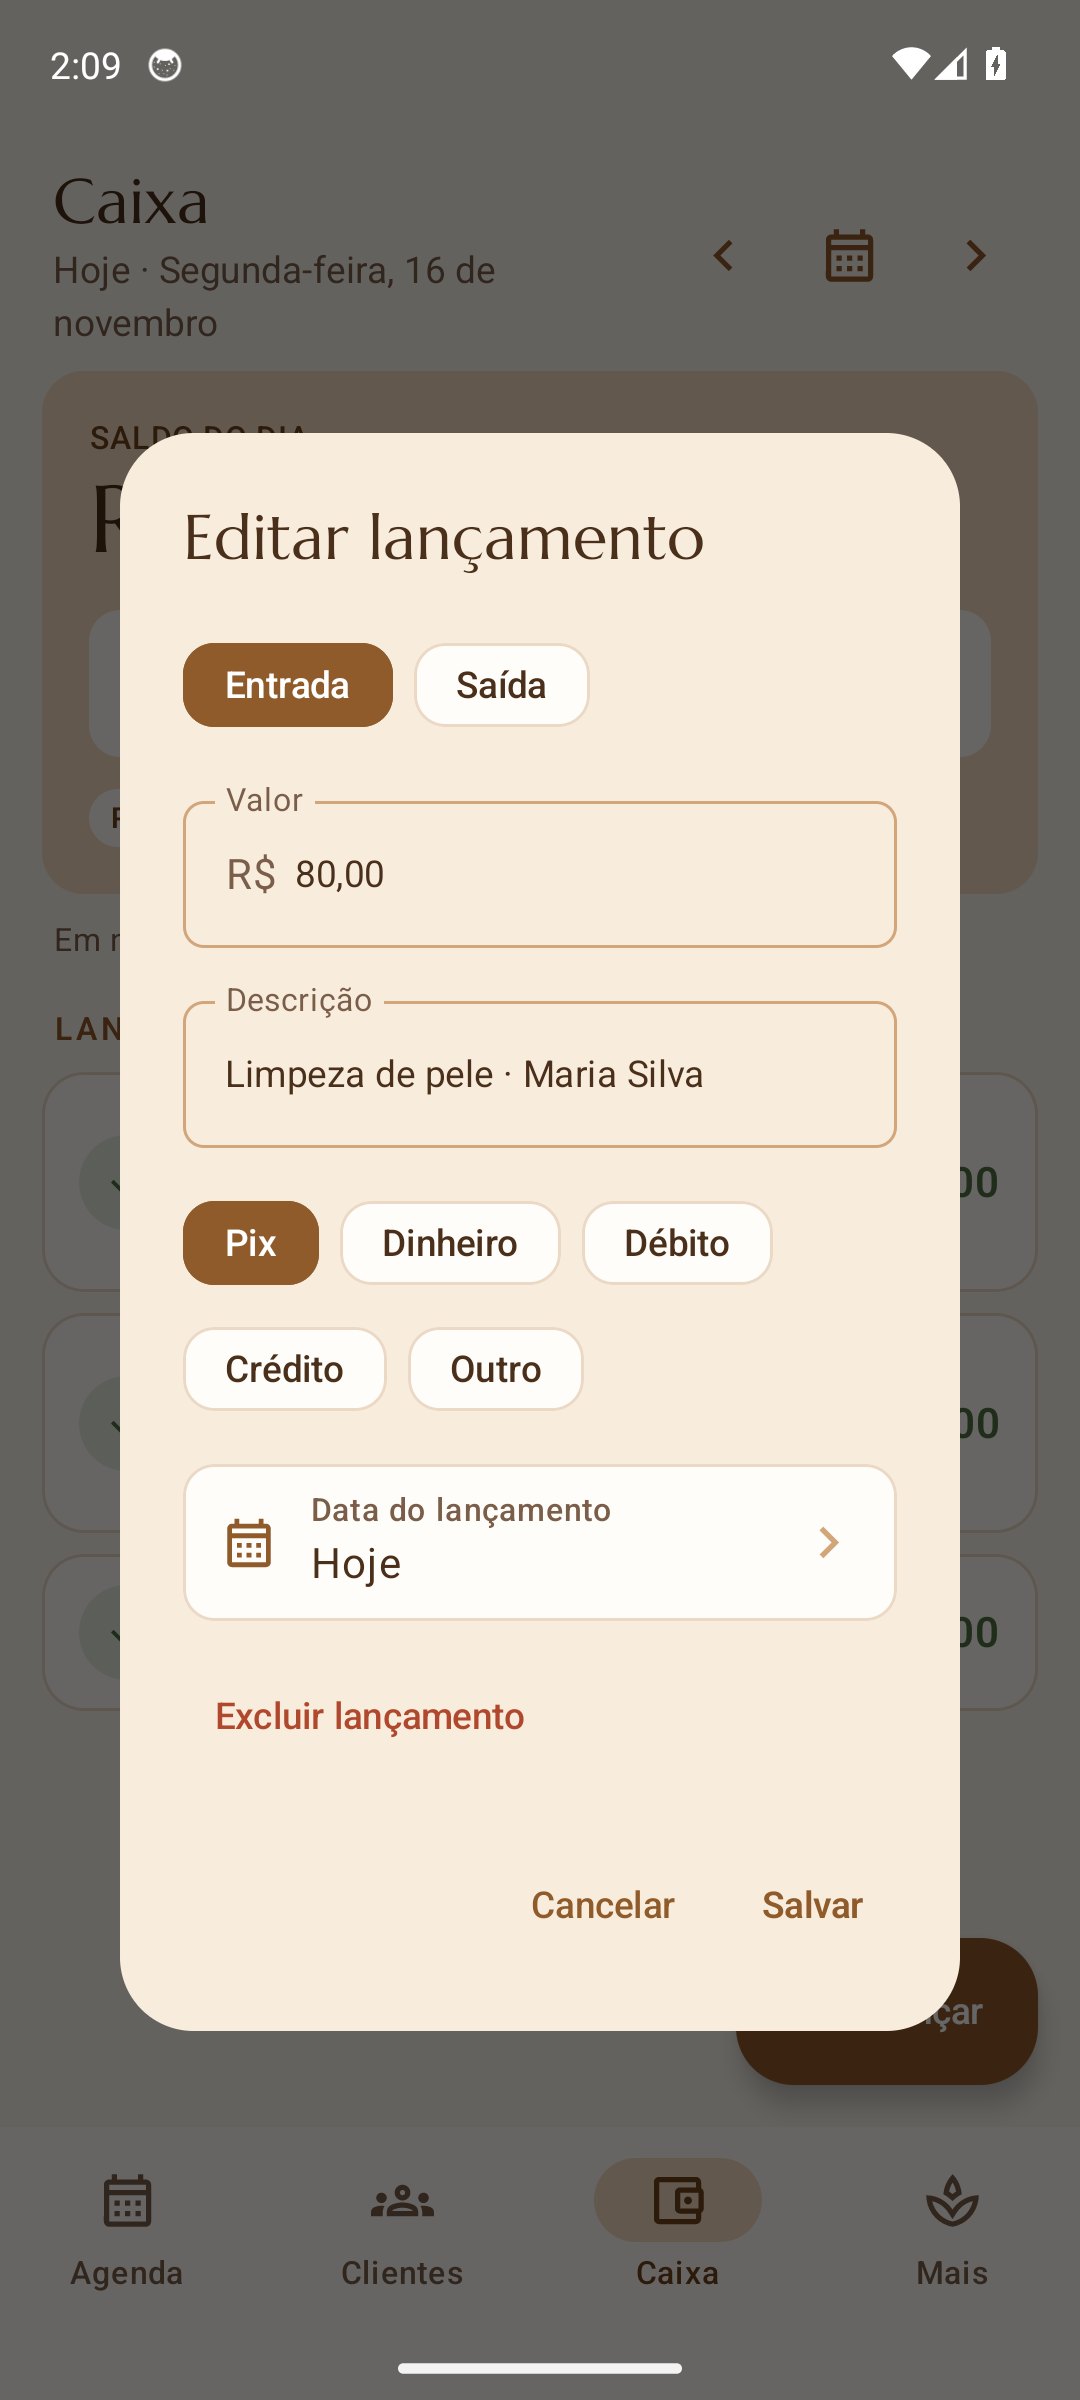 2:09
Caixa
Hoje · Segunda-feira, 16 de
novembro
Editar lançamento
Entrada
Saída
Valor
R$ 80,00
Descrição
Limpeza de pele · Maria Silva
Pix
Dinheiro
Débito
Crédito
Outro
Data do lançamento
Hoje
Excluir lançamento
Cancelar
Salvar
Agenda
Clientes
Caixa
Mais